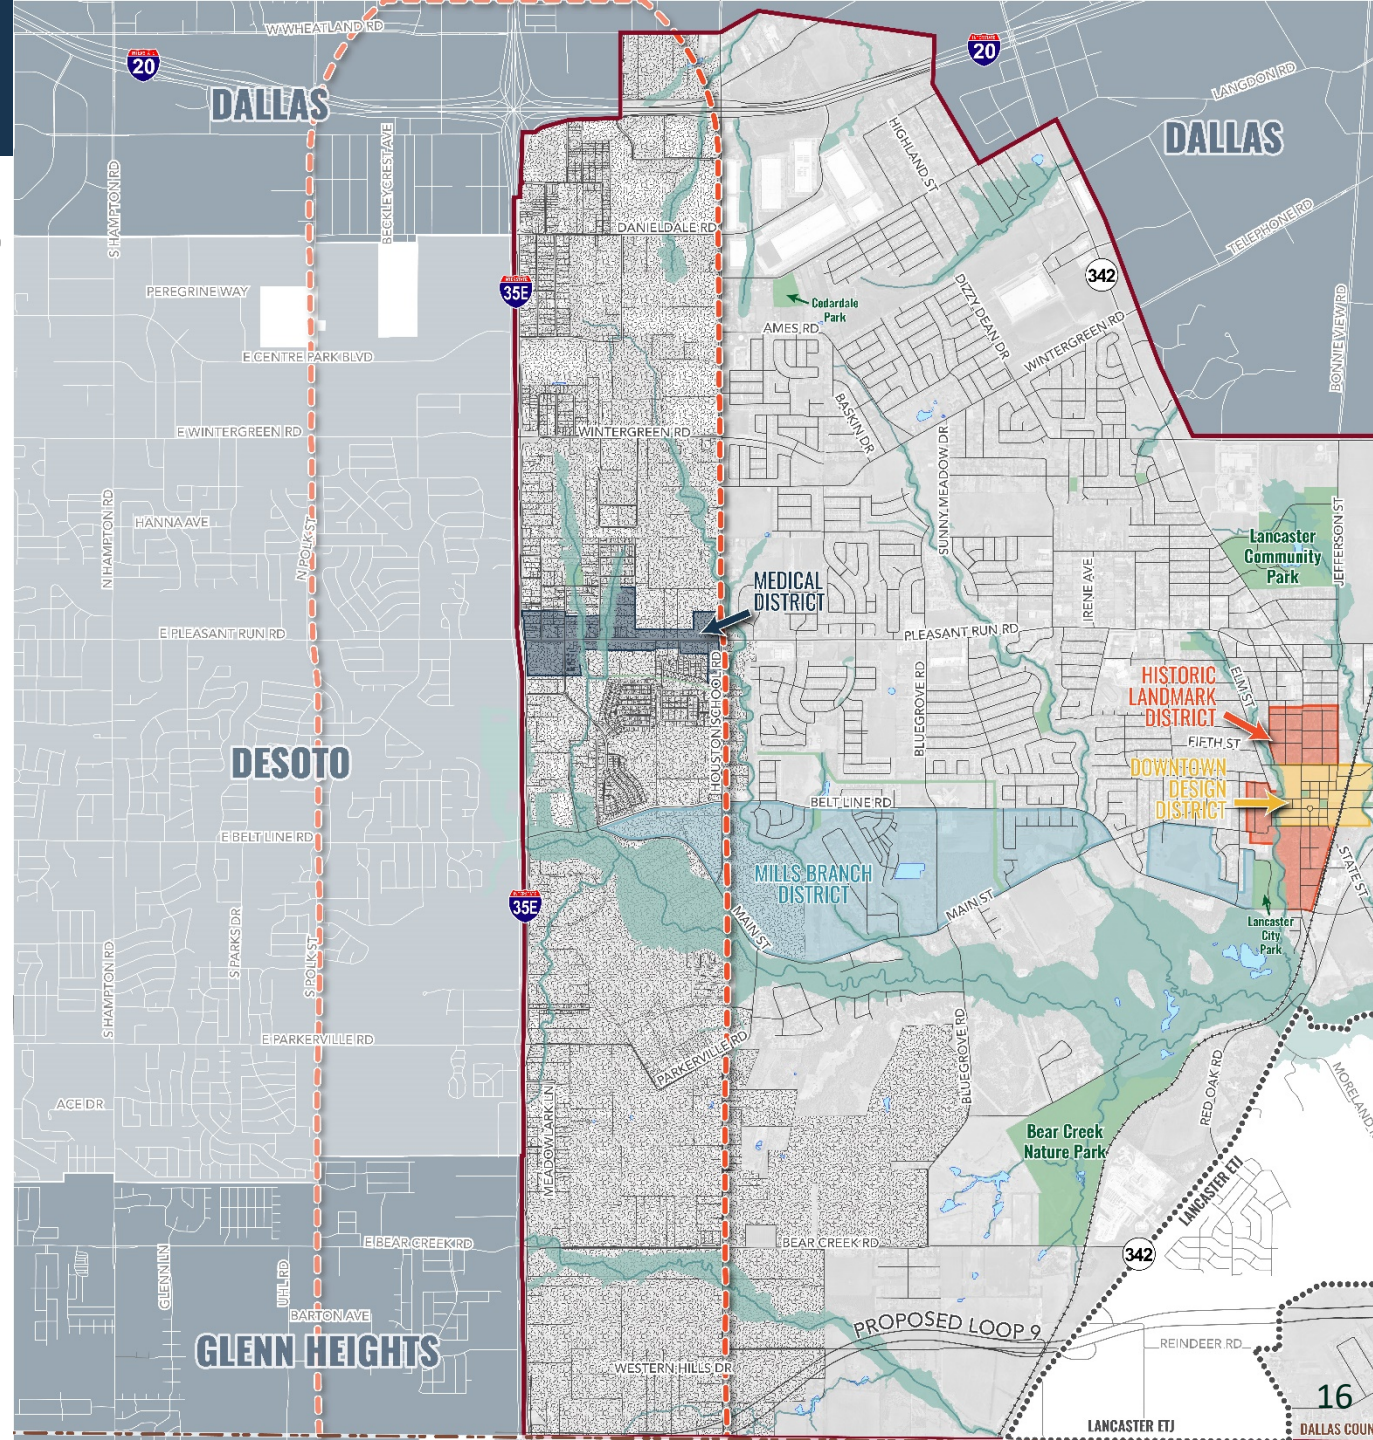 W WHEATLAND RD
20
DALLAS
20
LANGDON RD
DALLAS
S HAMPTON RD
BECKLEYCREST AVE
HIGHLAND ST
DANIELDALE RD
TELEPHONE RD
342
35E
PEREGRINE WAY
Cedardale
Park
DIZZY DEAN DR
BONNIE VIEW RD
AMES RD
WINTERGREEN RD
E CENTRE PARK BLVD
BASKIN DR
E WINTERGREEN RD
WINTERGREEN RD
SUNNY MEADOW DR
N HAMPTON RD
HANNA AVE
N POLK ST
JEFFERSON ST
Lancaster
Community
Park
MEDICAL
DISTRICT
IRENE AVE
E PLEASANT RUN RD
PLEASANT RUN RD
HOUSTON SCHOOL RD
BLUEGROVE RD
ELM ST
HISTORIC
LANDMARK
DISTRICT
FIFTH ST
DESOTO
DOWNTOWN
DESIGN
DISTRICT
BELT LINE RD
E BELT LINE RD
STATE ST
MILLS BRANCH
DISTRICT
35E
MAIN ST
MAIN ST
Lancaster
City
Park
S HAMPTON RD
S PARKS DR
S POLK ST
E PARKERVILLE RD
PARKERVILLE RD
BLUEGROVE RD
RED OAK RD
ACE DR
MEADOWLARK LN
Bear Creek
Nature Park
LANCASTER ETJ
E BEAR CREEK RD
BEAR CREEK RD
342
GLENN LN
UHL RD
BARTON AVE
PROPOSED LOOP 9
REINDEER RD
GLENN HEIGHTS
WESTERN HILLS DR
16
LANCASTER ETJ
DALLAS COUN